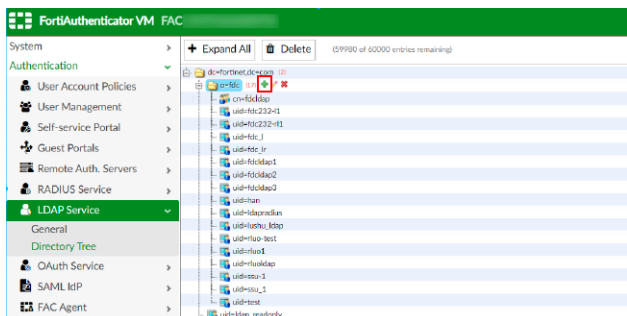 FortiAuthenticator VM FAC
System
Authentication
User Account Policies
User Management
Self-service Portal
Guest Portals
Remote Auth. Servers
RADIUS Service
LDAP Service
General
Directory Tree
OAuth Service
SAML IdP
FAC Agent
Expand All
Delete
(59980 of 60000 entries remaining)
dc=fortinet,dc=com (2)
o=fdc (17)
cn=fdcldap
uid=fdc232-l1
uid=fdc232-rl1
uid=fdc_l
uid=fdc_lr
uid=fdcldap1
uid=fdcldap2
uid=fdcldap3
uid=han
uid=ldapradius
uid=lushu_ldap
uid=rluo-test
uid=rluo1
uid=rluoldap
uid=ssu-1
uid=ssu_1
uid=test
uid=ldap_readonly